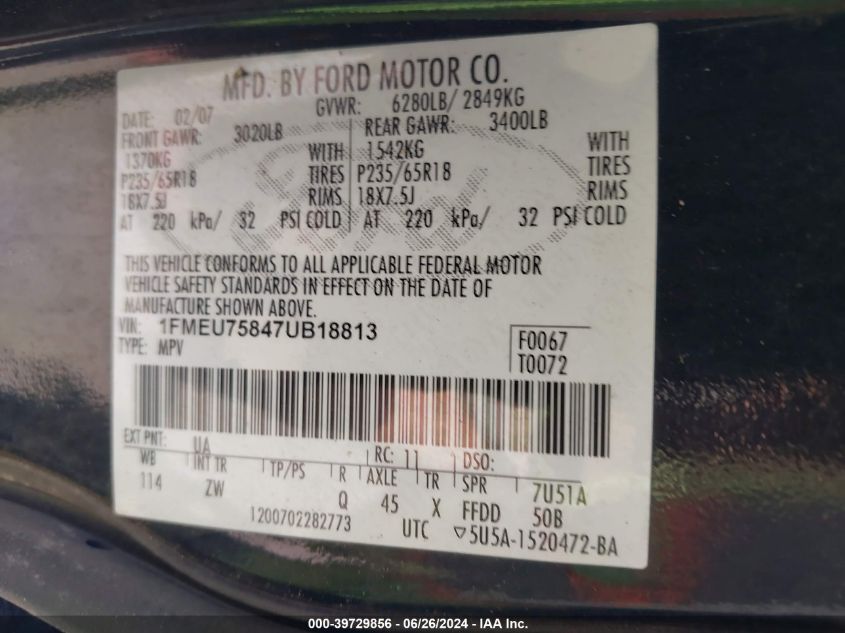 MFD. BY FORD MOTOR CO.
DATE: 02/07 GVWR: 6280LB/ 2849KG
FRONT GAWR: 3020LB REAR GAWR: 3400LB
1370KG WITH 1542KG WITH
P235/65R18 TIRES P235/65R18 TIRES
18X7.5J RIMS 18X7.5J RIMS
AT 220 kPa/ 32 PSI COLD AT 220 kPa/ 32 PSI COLD
THIS VEHICLE CONFORMS TO ALL APPLICABLE FEDERAL MOTOR
VEHICLE SAFETY STANDARDS IN EFFECT ON THE DATE OF
MANUFACTURE SHOWN ABOVE.
VIN: 1FMEU75847UB18813 F0067
TYPE: MPV T0072
EXT PNT: UA RC: 11 DSO:
WB INT TR TP/PS R AXLE TR SPR 7U51A
114 ZW Q 45 X FFDD 50B
1200702282773 UTC ▽5U5A-1520472-BA
000-39729856 - 06/26/2024 - IAA Inc.